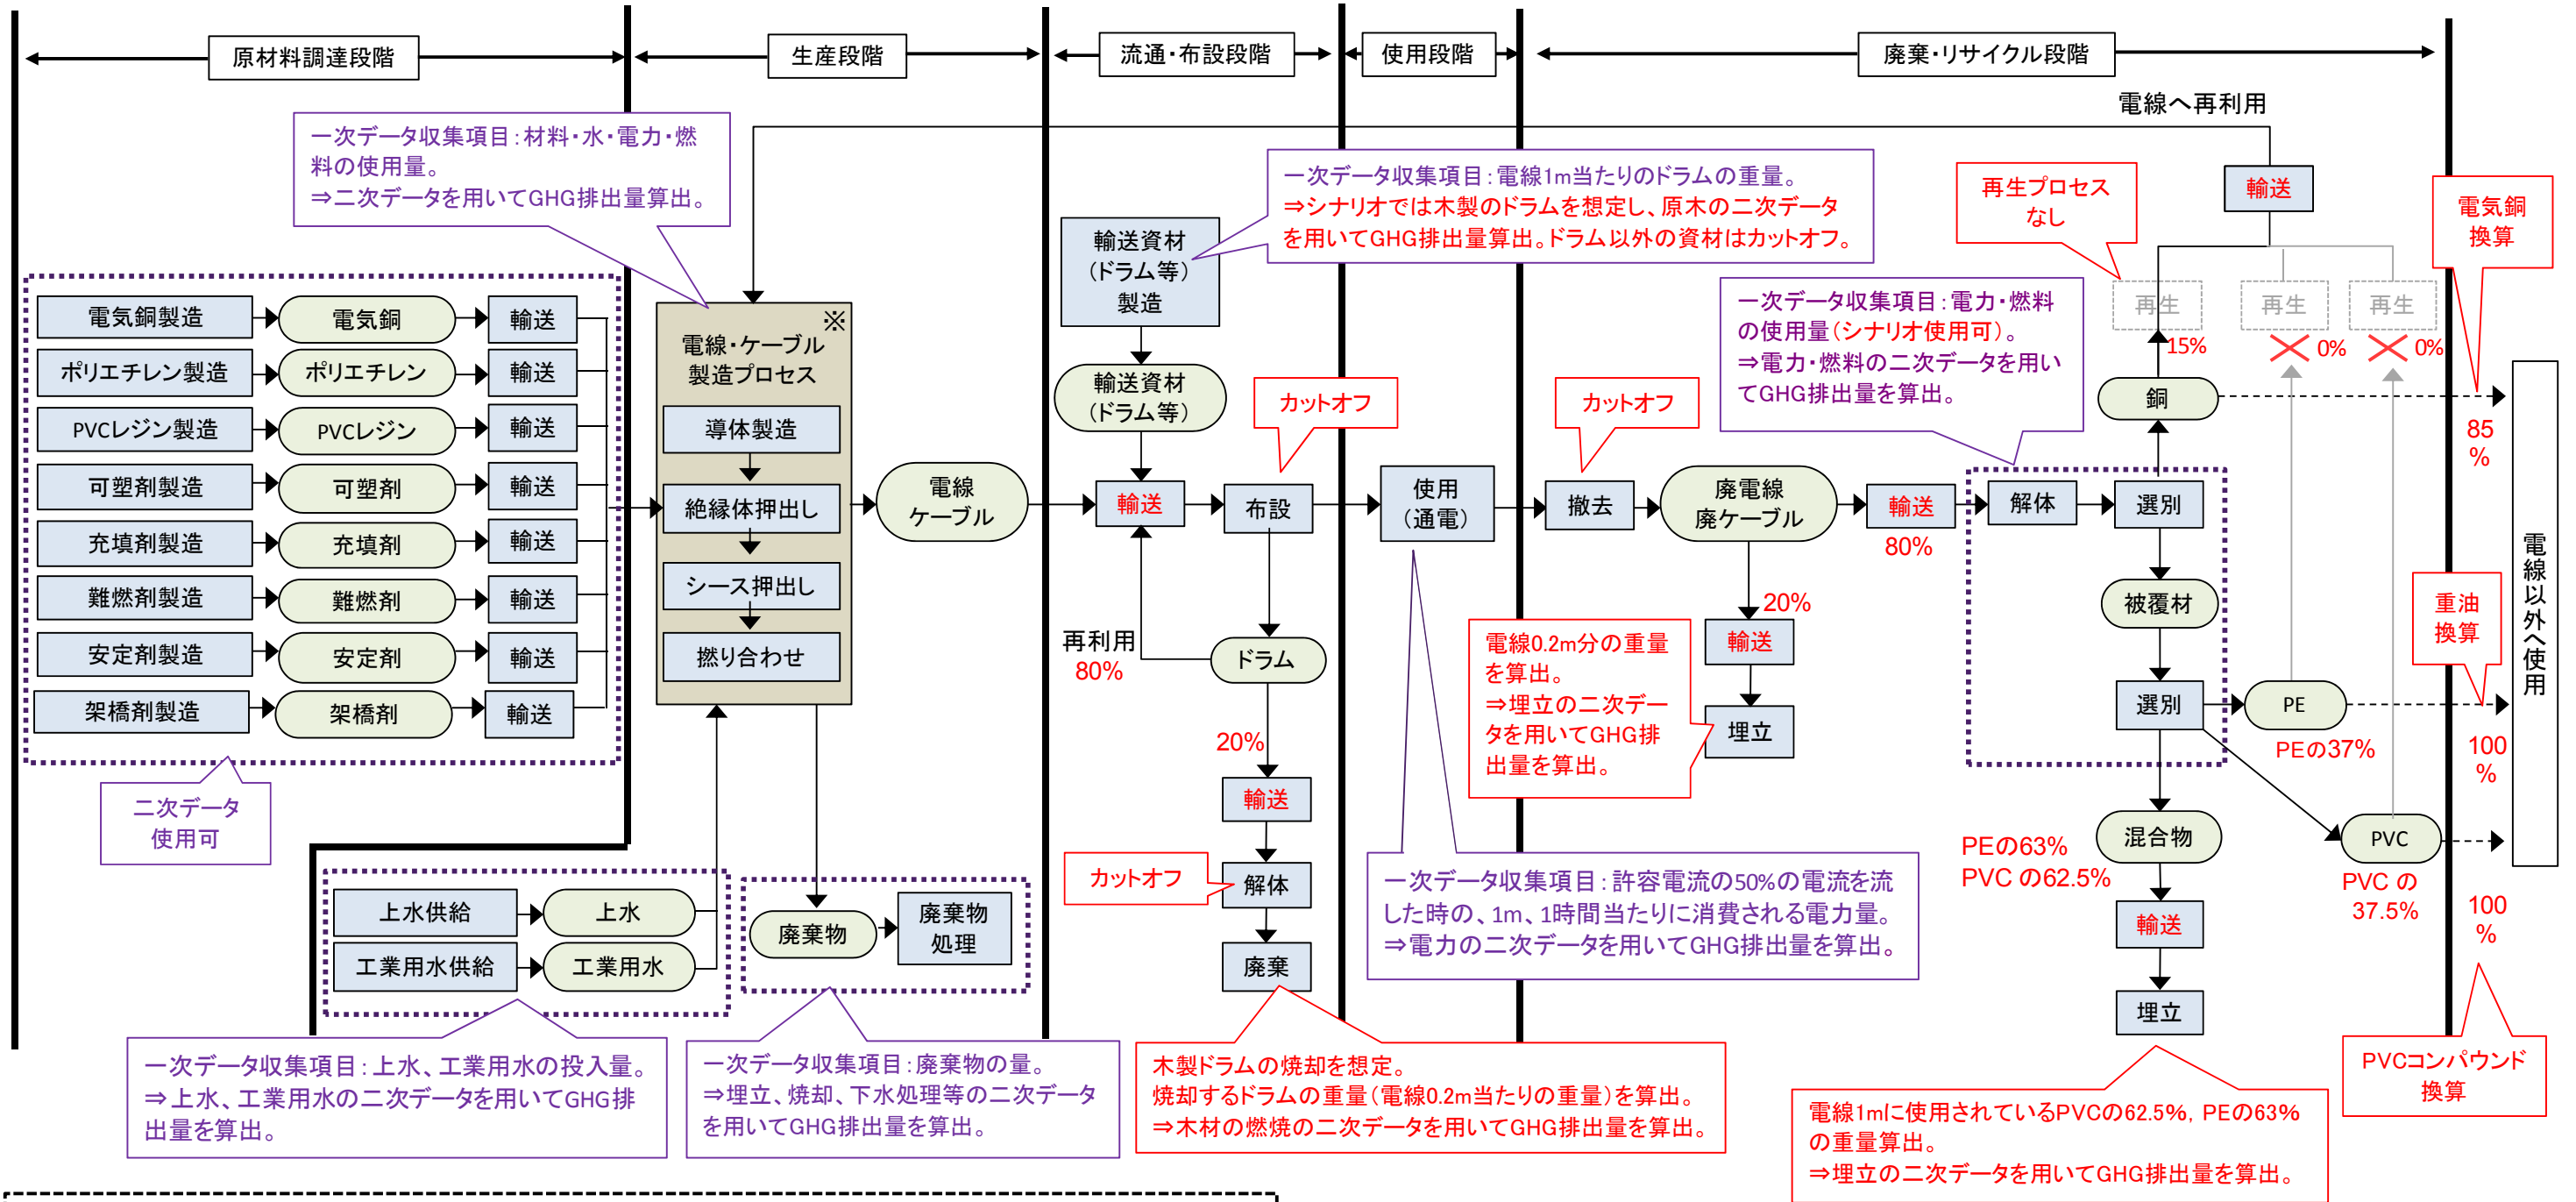 原材料調達段階
生産段階
流通・布設段階
使用段階
廃棄・リサイクル段階
電線へ再利用
一次データ収集項目：材料・水・電力・燃
料の使用量。
⇒二次データを用いてGHG排出量算出。
一次データ収集項目：電線1m当たりのドラムの重量。
⇒シナリオでは木製のドラムを想定し、原木の二次データ
を用いてGHG排出量算出。ドラム以外の資材はカットオフ。
再生プロセス
なし
輸送
電気銅
換算
電気銅製造
電気銅
輸送
ポリエチレン製造
ポリエチレン
輸送
PVCレジン製造
PVCレジン
輸送
可塑剤製造
可塑剤
輸送
充填剤製造
充填剤
輸送
難燃剤製造
難燃剤
輸送
安定剤製造
安定剤
輸送
架橋剤製造
架橋剤
輸送
二次データ
使用可
※
電線・ケーブル
製造プロセス
導体製造
絶縁体押出し
シース押出し
撚り合わせ
電線
ケーブル
上水供給
上水
工業用水供給
工業用水
廃棄物
廃棄物
処理
一次データ収集項目：上水、工業用水の投入量。
⇒上水、工業用水の二次データを用いてGHG排
出量を算出。
一次データ収集項目：廃棄物の量。
⇒埋立、焼却、下水処理等の二次データ
を用いてGHG排出量を算出。
輸送資材
（ドラム等）
製造
輸送資材
（ドラム等）
カットオフ
輸送
布設
再利用
80%
ドラム
20%
輸送
カットオフ
解体
廃棄
木製ドラムの焼却を想定。
焼却するドラムの重量（電線0.2m当たりの重量）を算出。
⇒木材の燃焼の二次データを用いてGHG排出量を算出。
使用
（通電）
一次データ収集項目：許容電流の50%の電流を流
した時の、1m、1時間当たりに消費される電力量。
⇒電力の二次データを用いてGHG排出量を算出。
カットオフ
撤去
廃電線
廃ケーブル
輸送
80%
20%
輸送
埋立
電線0.2m分の重量
を算出。
⇒埋立の二次デー
タを用いてGHG排
出量を算出。
一次データ収集項目：電力・燃料
の使用量（シナリオ使用可）。
⇒電力・燃料の二次データを用い
てGHG排出量を算出。
解体
選別
被覆材
選別
再生
再生
再生
15%
0%
0%
銅
85
%
重油
換算
PE
PEの37%
100
%
混合物
PEの63%
PVC の62.5%
PVC
PVC の
37.5%
100
%
輸送
埋立
電線以外へ使用
PVCコンパウンド
換算
電線1mに使用されているPVCの62.5%, PEの63%
の重量算出。
⇒埋立の二次データを用いてGHG排出量を算出。